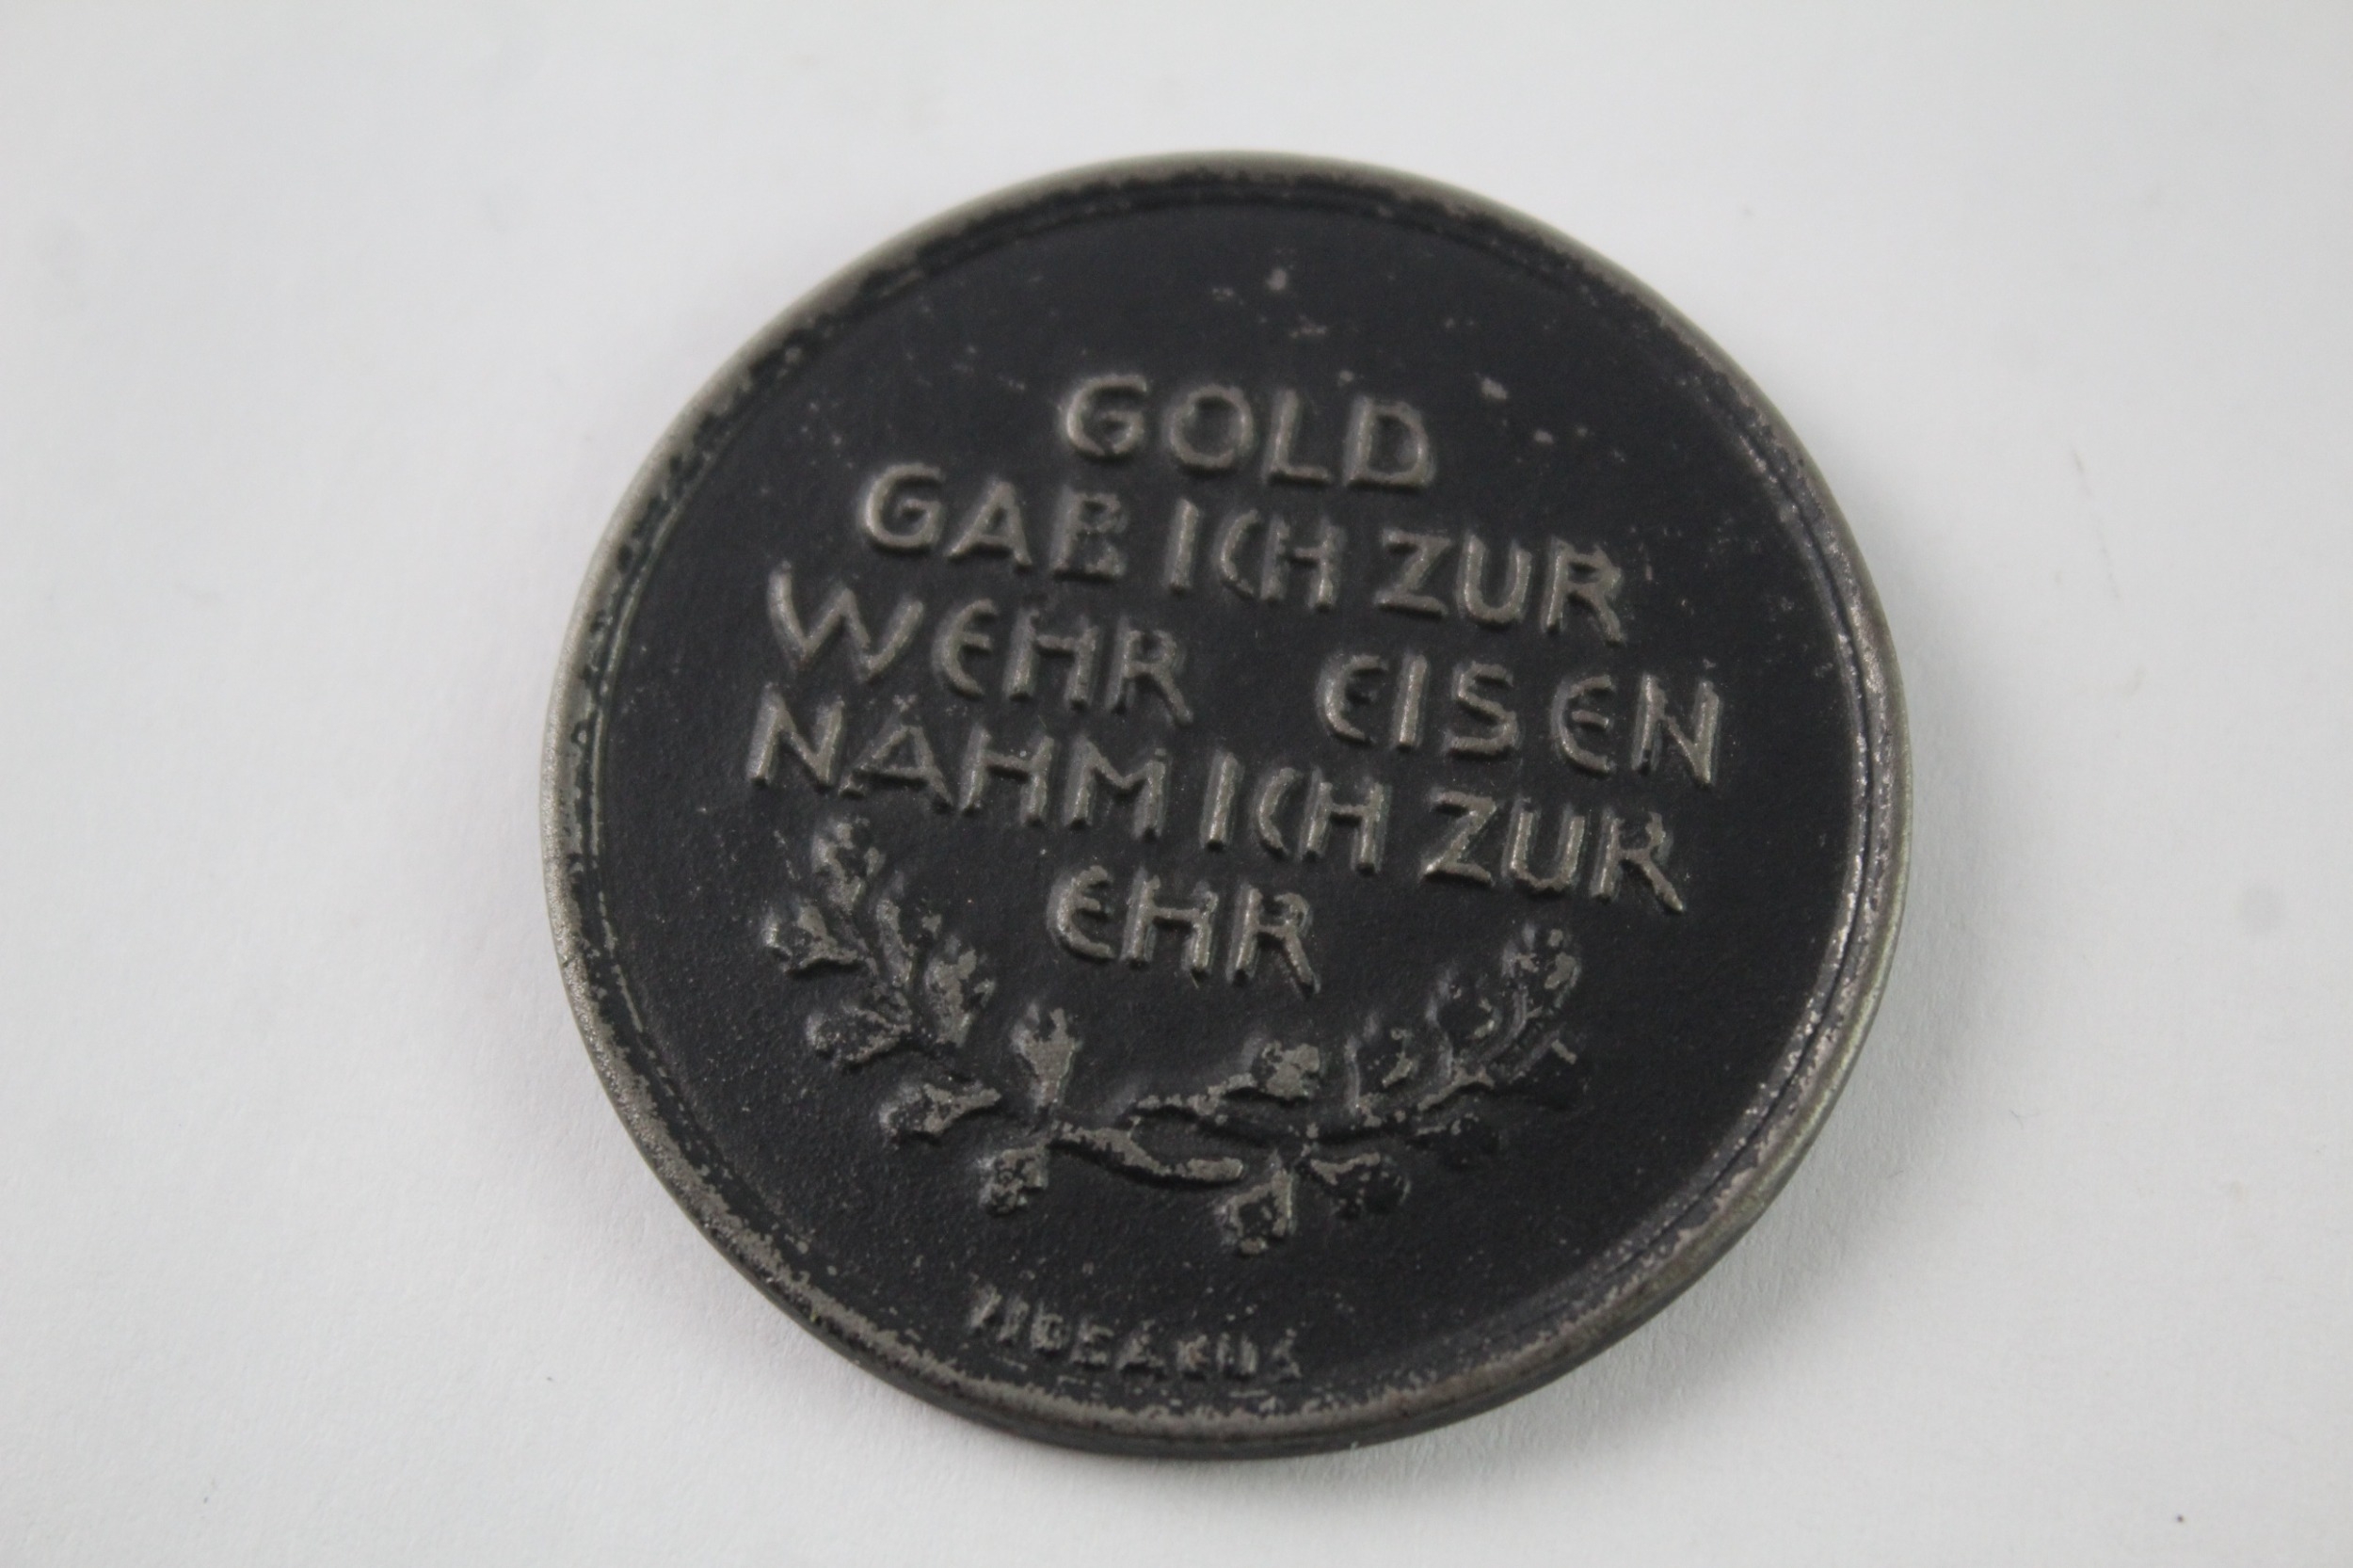 GOLD
GAB ICH ZUR
WEHR EISEN
NAHM ICH ZUR
EHR